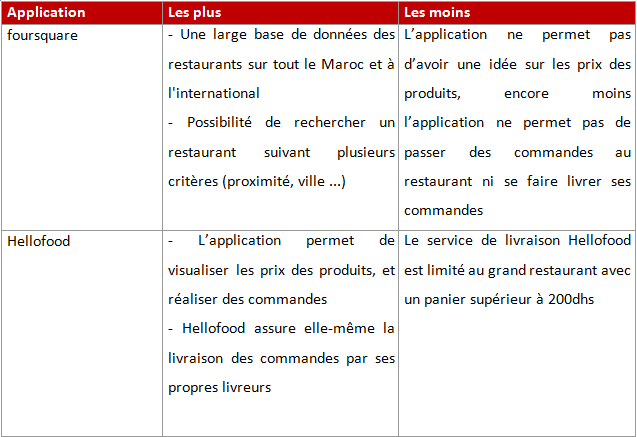 Application
Les plus
Les moins
foursquare
- Une large base de données des
restaurants sur tout le Maroc et à
l'international
- Possibilité de rechercher un
restaurant suivant plusieurs
critères (proximité, ville ...)
L’application ne permet pas
d’avoir une idée sur les prix des
produits, encore moins
l’application ne permet pas de
passer des commandes au
restaurant ni se faire livrer ses
commandes
Hellofood
- L’application permet de
visualiser les prix des produits, et
réaliser des commandes
- Hellofood assure elle-même la
livraison des commandes par ses
propres livreurs
Le service de livraison Hellofood
est limité au grand restaurant avec
un panier supérieur à 200dhs